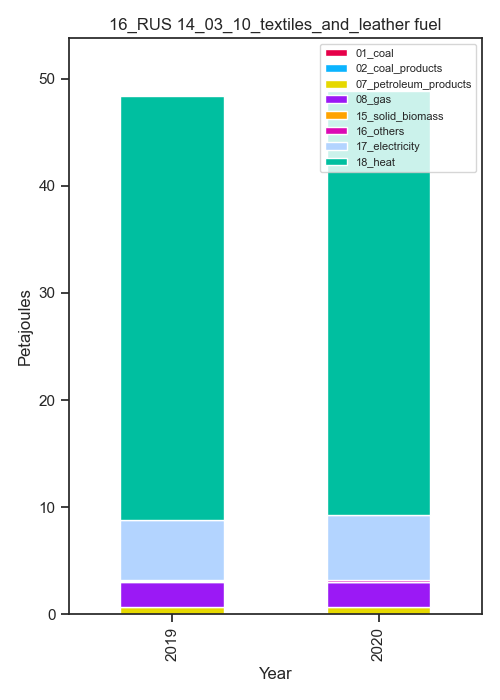 16_RUS 14_03_10_textiles_and_leather fuel
01_coal
02_coal_products
07_petroleum_products
08_gas
15_solid_biomass
16_others
17_electricity
18_heat
Petajoules
50
40
30
20
10
0
2019
2020
Year